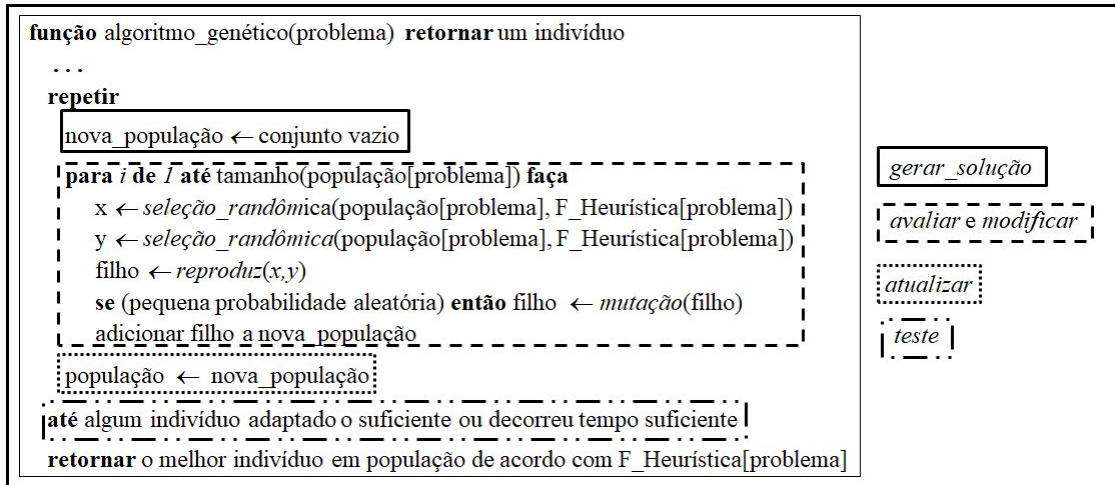 função algoritmo_genético(problema) retornar um indivíduo
...
repetir
nova_população ← conjunto vazio
para i de 1 até tamanho(população[problema]) faça
x ← seleção_randômica(população[problema], F_Heurística[problema])
y ← seleção_randômica(população[problema], F_Heurística[problema])
filho ← reproduz(x,y)
se (pequena probabilidade aleatória) então filho ← mutação(filho)
adicionar filho a nova_população
população ← nova_população
até algum indivíduo adaptado o suficiente ou decorreu tempo suficiente
retornar o melhor indivíduo em população de acordo com F_Heurística[problema]
gerar_solução
avaliar e modificar
atualizar
teste